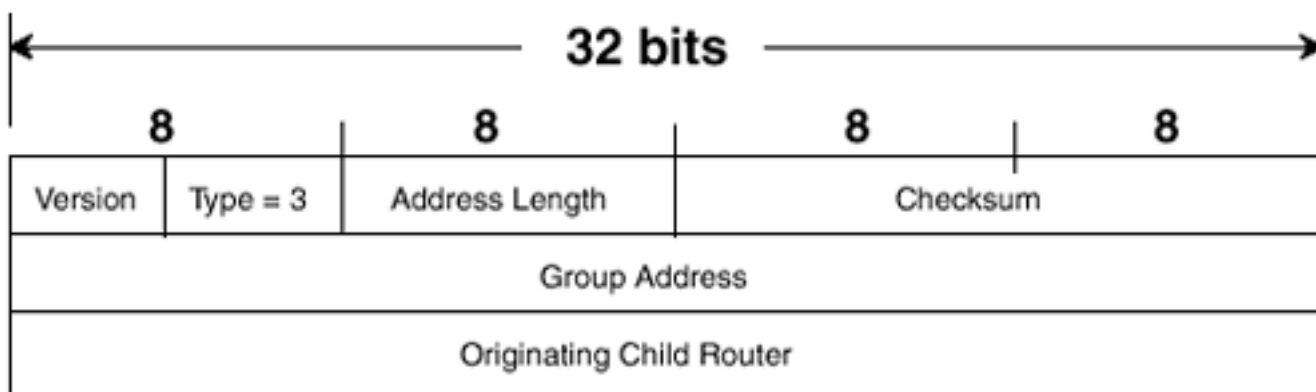 32 bits
8 8 8 8
Version Type = 3 Address Length Checksum
Group Address
Originating Child Router